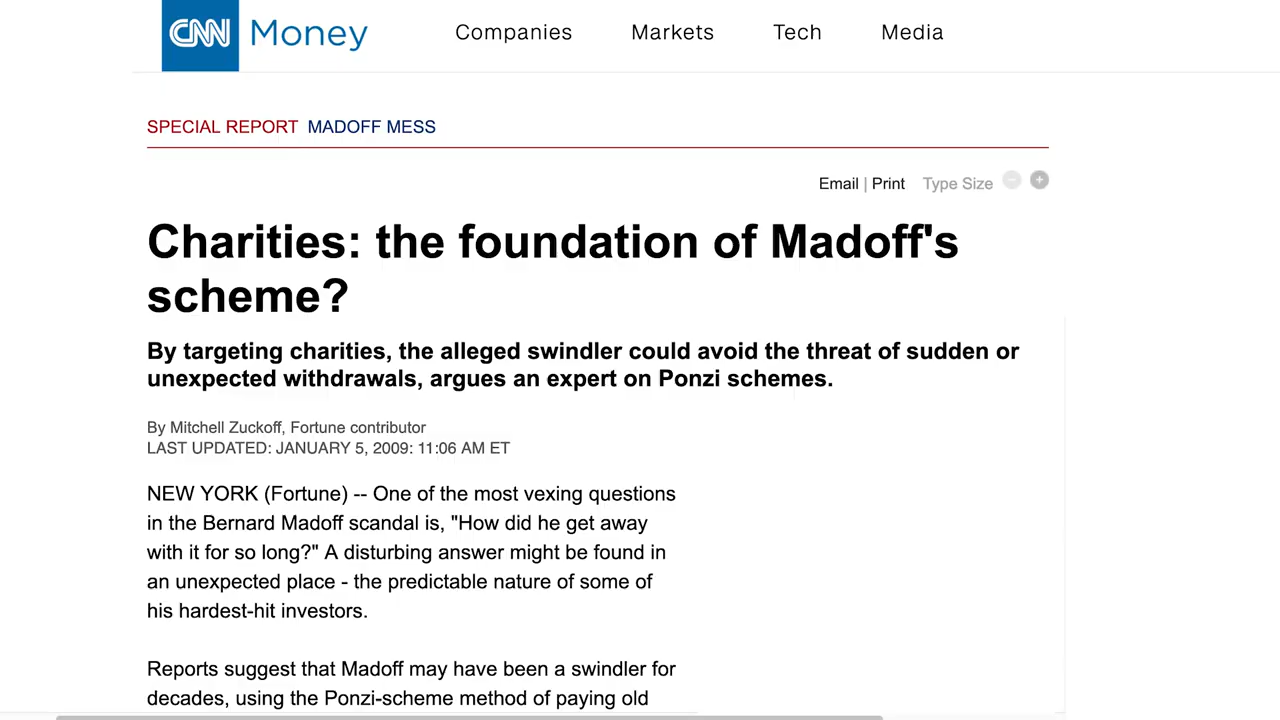 CNN Money Companies Markets Tech Media
SPECIAL REPORT MADOFF MESS
Email | Print Type Size − +
Charities: the foundation of Madoff's
scheme?
By targeting charities, the alleged swindler could avoid the threat of sudden or
unexpected withdrawals, argues an expert on Ponzi schemes.
By Mitchell Zuckoff, Fortune contributor
LAST UPDATED: JANUARY 5, 2009: 11:06 AM ET
NEW YORK (Fortune) -- One of the most vexing questions
in the Bernard Madoff scandal is, "How did he get away
with it for so long?" A disturbing answer might be found in
an unexpected place - the predictable nature of some of
his hardest-hit investors.
Reports suggest that Madoff may have been a swindler for
decades, using the Ponzi-scheme method of paying old